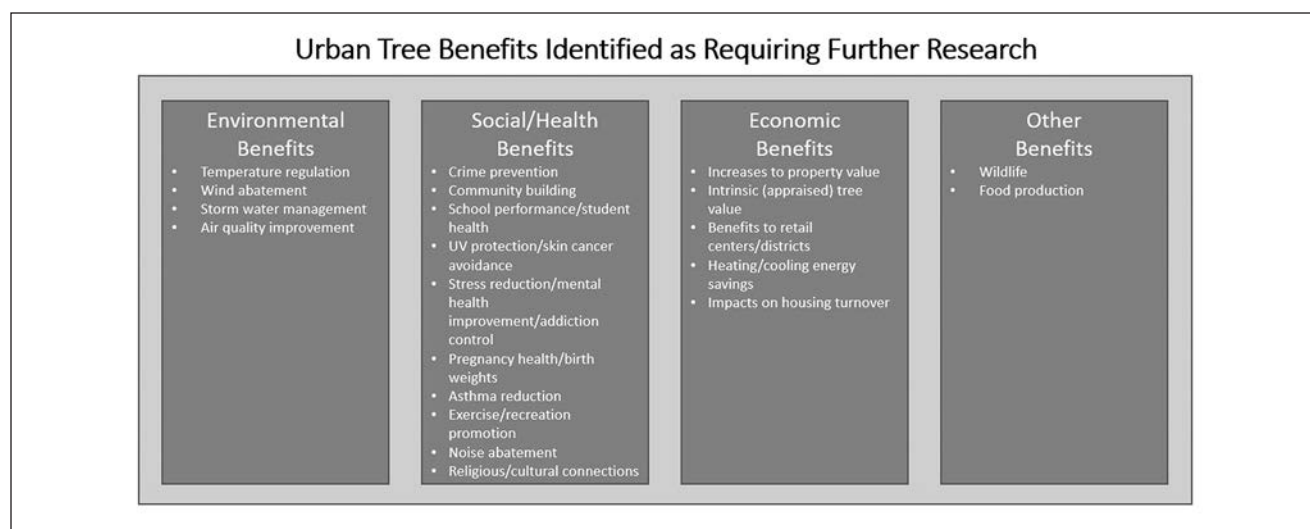 Urban Tree Benefits Identified as Requiring Further Research
Environmental
Benefits
• Temperature regulation
• Wind abatement
• Storm water management
• Air quality improvement
Social/Health
Benefits
• Crime prevention
• Community building
• School performance/student
health
• UV protection/skin cancer
avoidance
• Stress reduction/mental
health
improvement/addiction
control
• Pregnancy health/birth
weights
• Asthma reduction
• Exercise/recreation
promotion
• Noise abatement
• Religious/cultural connections
Economic
Benefits
• Increases to property value
• Intrinsic (appraised) tree
value
• Benefits to retail
centers/districts
• Heating/cooling energy
savings
• Impacts on housing turnover
Other
Benefits
• Wildlife
• Food production